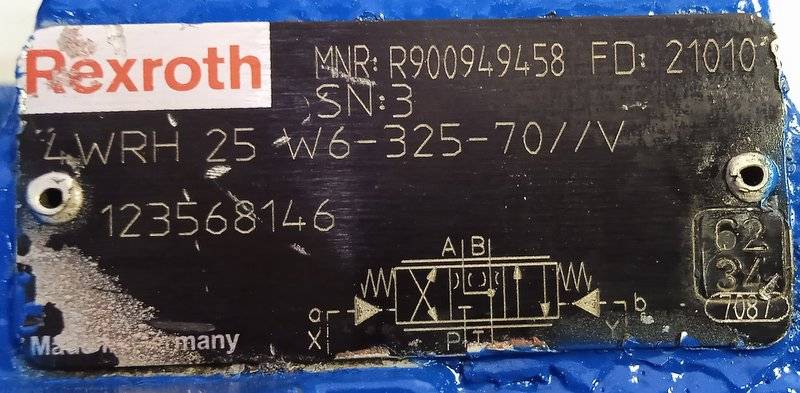 Rexroth
MNR: R900949458 FD: 21010
SN:3
4WRH 25 W6-325-70//V
123568146
62
34
7087
A B
a b
X P T Y
Made in Germany